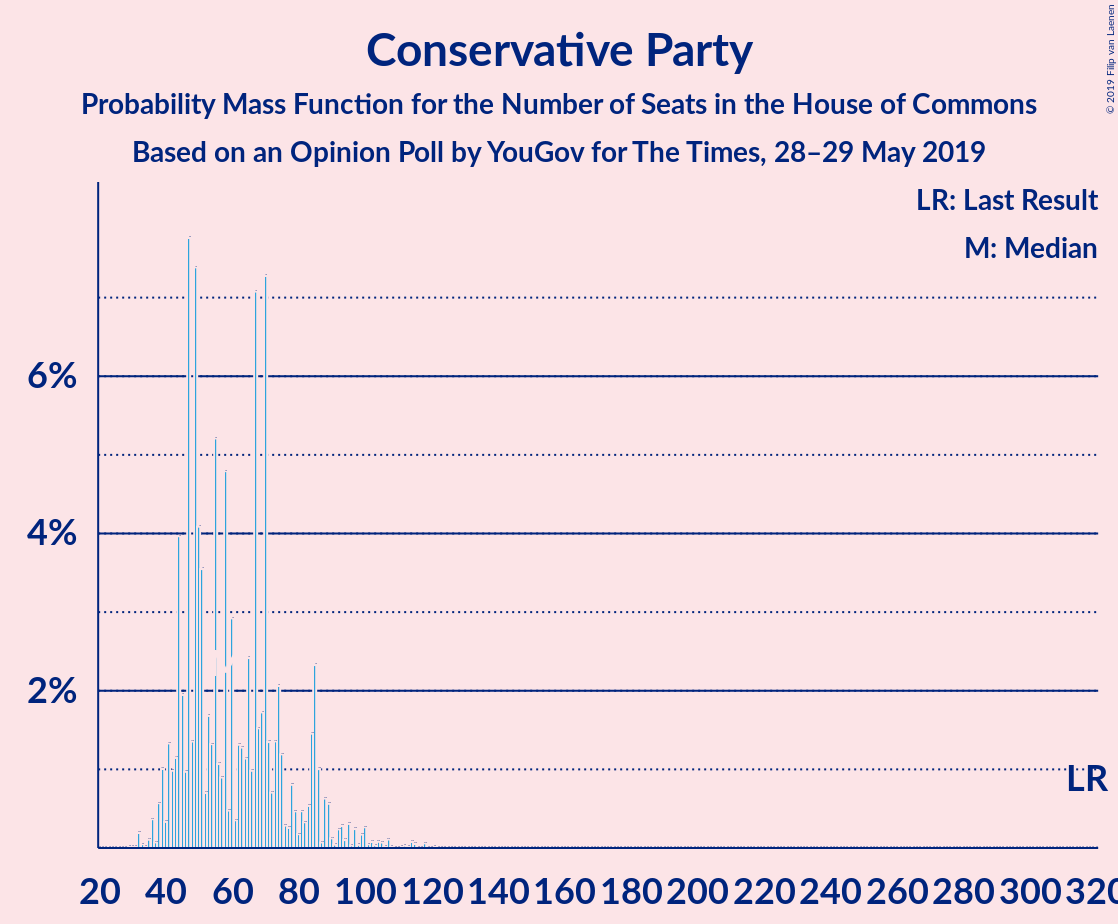 Conservative Party
Probability Mass Function for the Number of Seats in the House of Commons
Based on an Opinion Poll by YouGov for The Times, 28–29 May 2019
© 2019 Filip van Laenen
LR: Last Result
M: Median
6%
4%
2%
LR
20 40 60 80 100 120 140 160 180 200 220 240 260 280 300 320